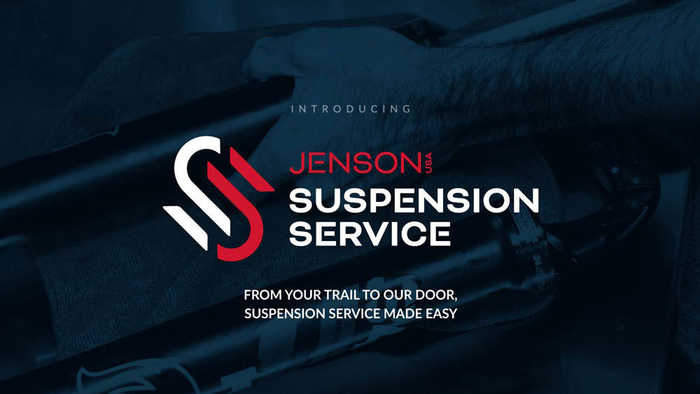 INTRODUCING
JENSON USA
SUSPENSION
SERVICE
FROM YOUR TRAIL TO OUR DOOR,
SUSPENSION SERVICE MADE EASY